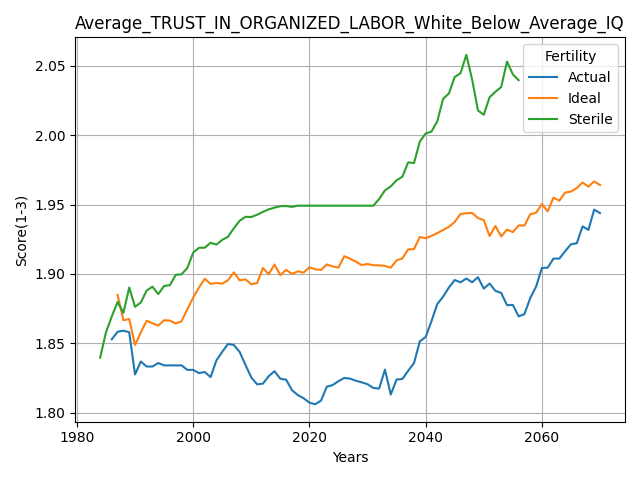 Average_TRUST_IN_ORGANIZED_LABOR_White_Below_Average_IQ
Fertility
Actual
Ideal
Sterile
Score(1-3)
2.05
2.00
1.95
1.90
1.85
1.80
1980
2000
2020
2040
2060
Years